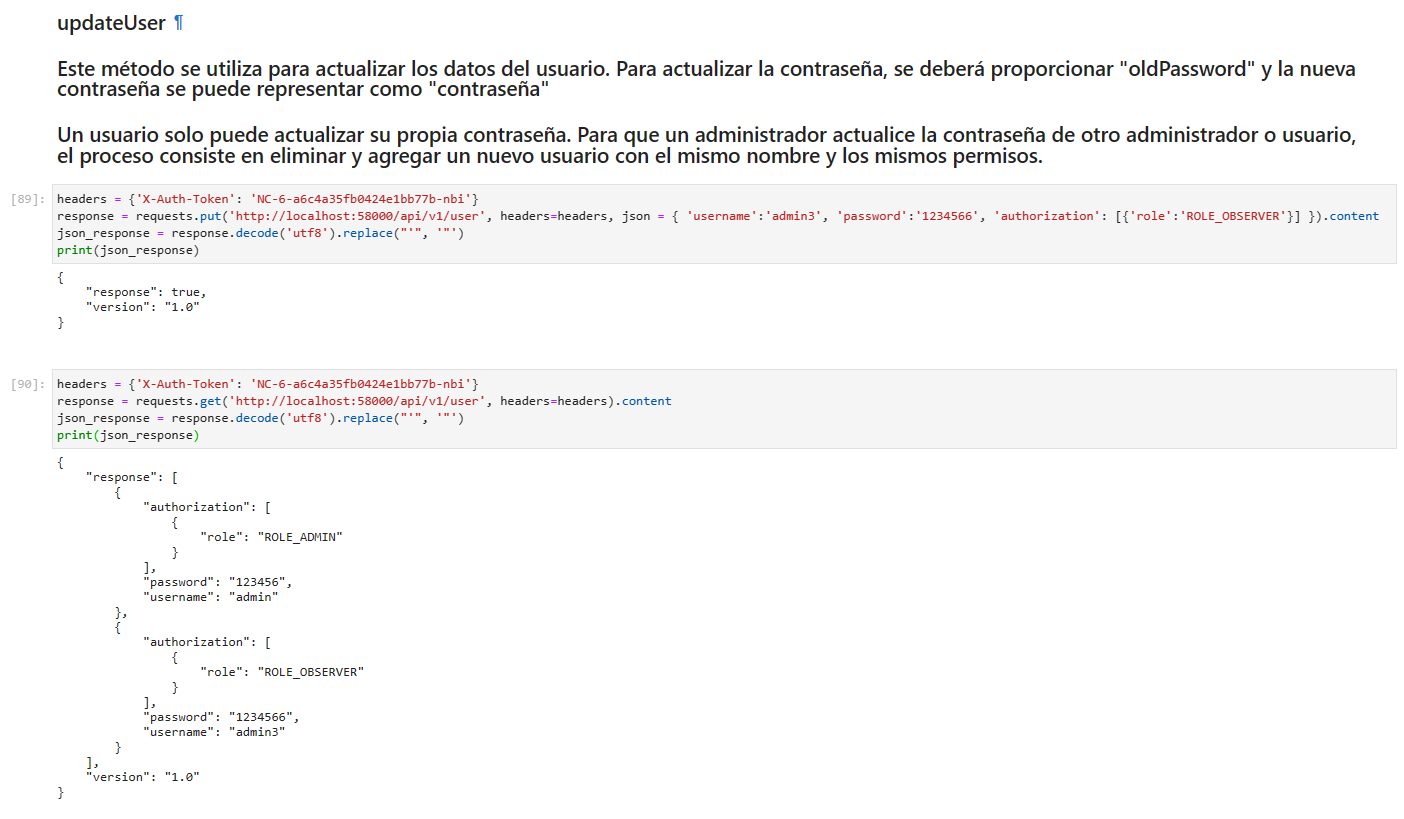 updateUser ¶
Este método se utiliza para actualizar los datos del usuario. Para actualizar la contraseña, se deberá proporcionar "oldPassword" y la nueva
contraseña se puede representar como "contraseña"
Un usuario solo puede actualizar su propia contraseña. Para que un administrador actualice la contraseña de otro administrador o usuario,
el proceso consiste en eliminar y agregar un nuevo usuario con el mismo nombre y los mismos permisos.
[89]: headers = {'X-Auth-Token': 'NC-6-a6c4a35fb0424e1bb77b-nbi'}
response = requests.put('http://localhost:58000/api/v1/user', headers=headers, json = { 'username':'admin3', 'password':'1234566', 'authorization': [{'role':'ROLE_OBSERVER'}] }).content
json_response = response.decode('utf8').replace("'", '"')
print(json_response)
{
    "response": true,
    "version": "1.0"
}
[90]: headers = {'X-Auth-Token': 'NC-6-a6c4a35fb0424e1bb77b-nbi'}
response = requests.get('http://localhost:58000/api/v1/user', headers=headers).content
json_response = response.decode('utf8').replace("'", '"')
print(json_response)
{
    "response": [
        {
            "authorization": [
                {
                    "role": "ROLE_ADMIN"
                }
            ],
            "password": "123456",
            "username": "admin"
        },
        {
            "authorization": [
                {
                    "role": "ROLE_OBSERVER"
                }
            ],
            "password": "1234566",
            "username": "admin3"
        }
    ],
    "version": "1.0"
}